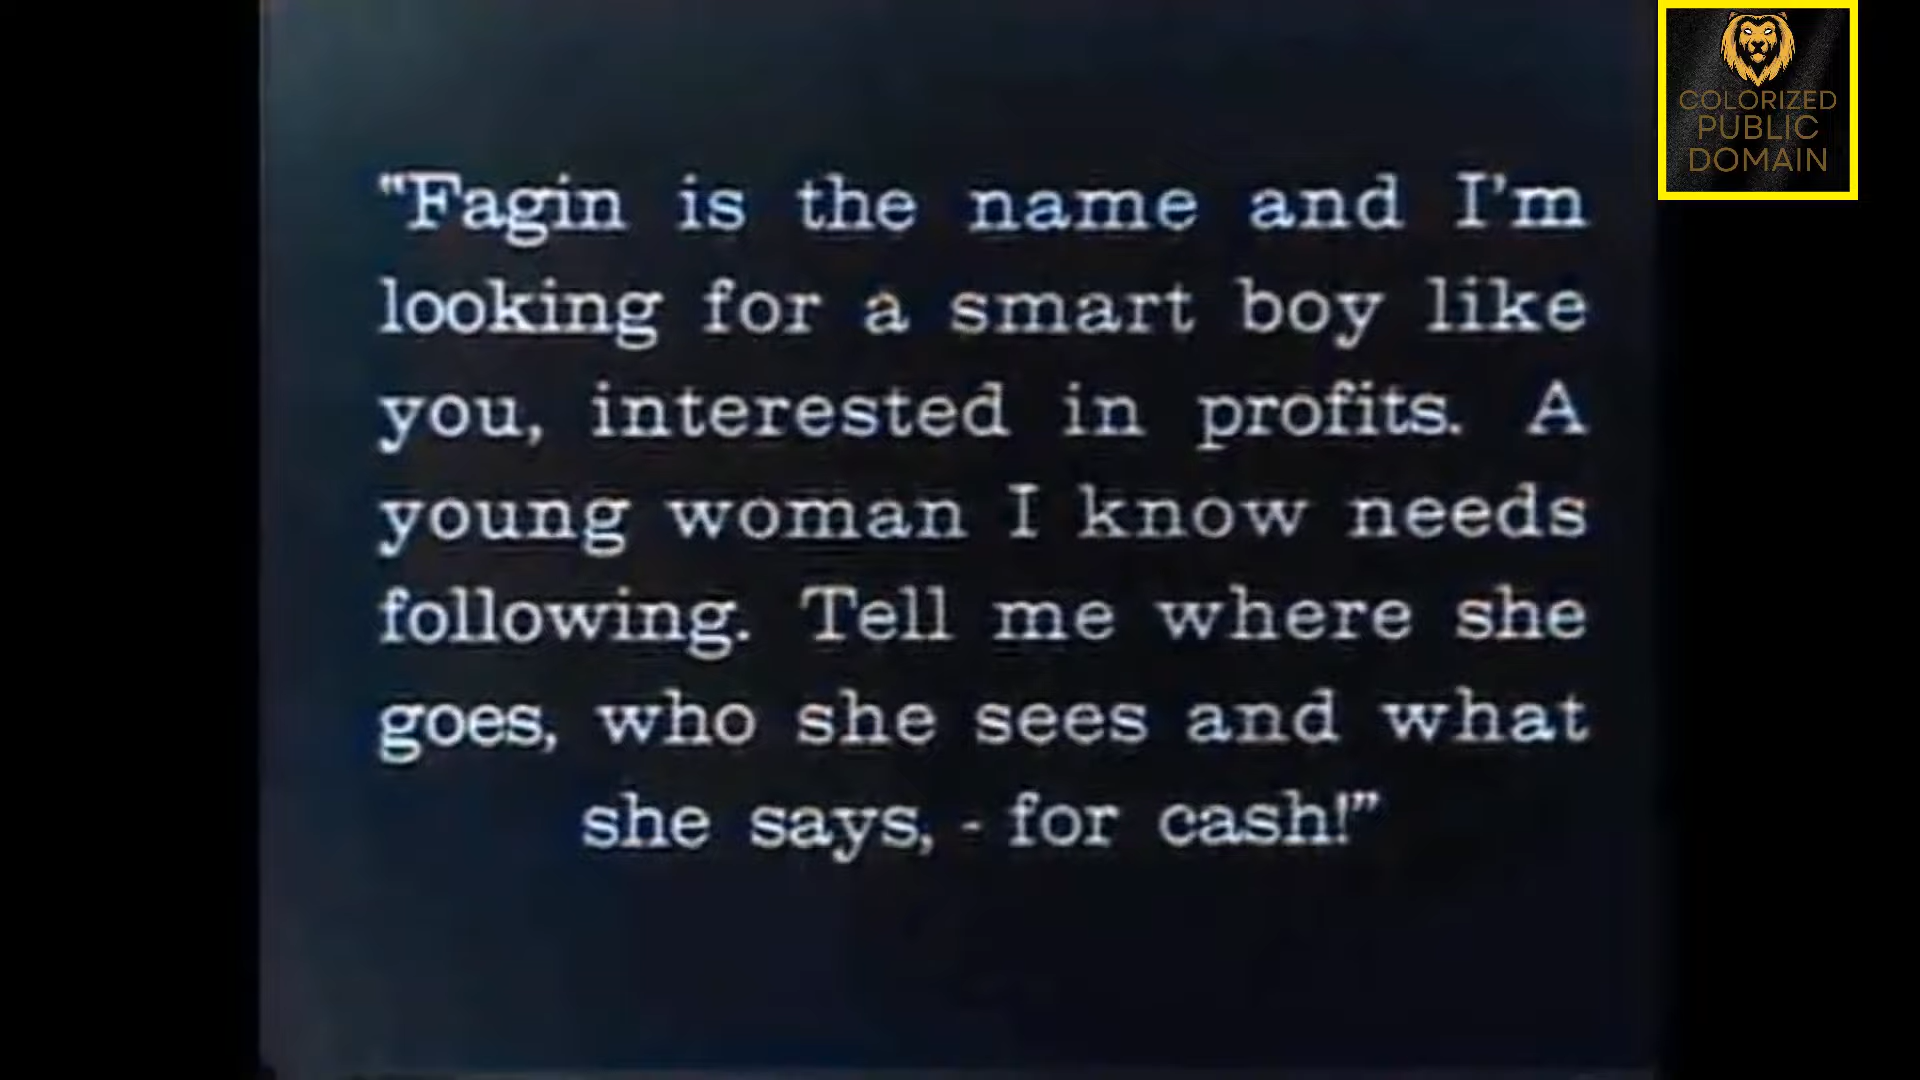 "Fagin is the name and I'm
looking for a smart boy like
you, interested in profits. A
young woman I know needs
following. Tell me where she
goes, who she sees and what
she says, - for cash!”
COLORIZED
PUBLIC
DOMAIN